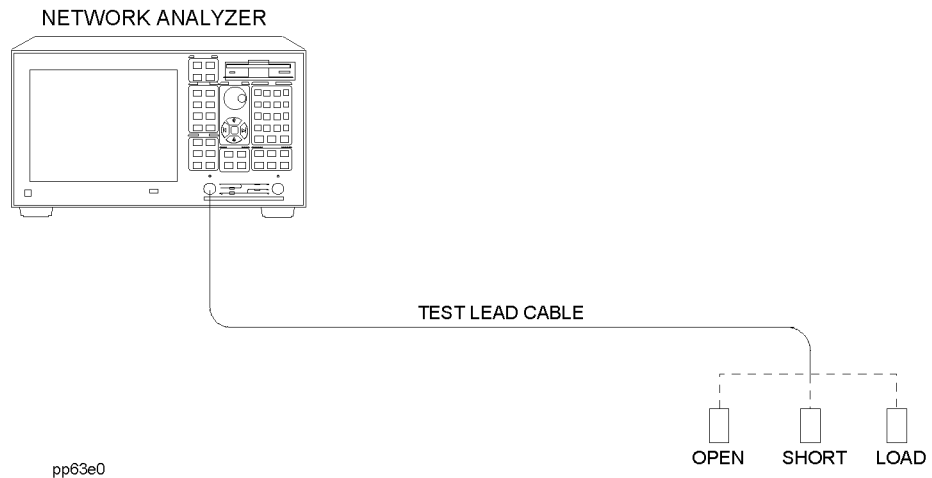 NETWORK ANALYZER
TEST LEAD CABLE
OPEN SHORT LOAD
pp63e0